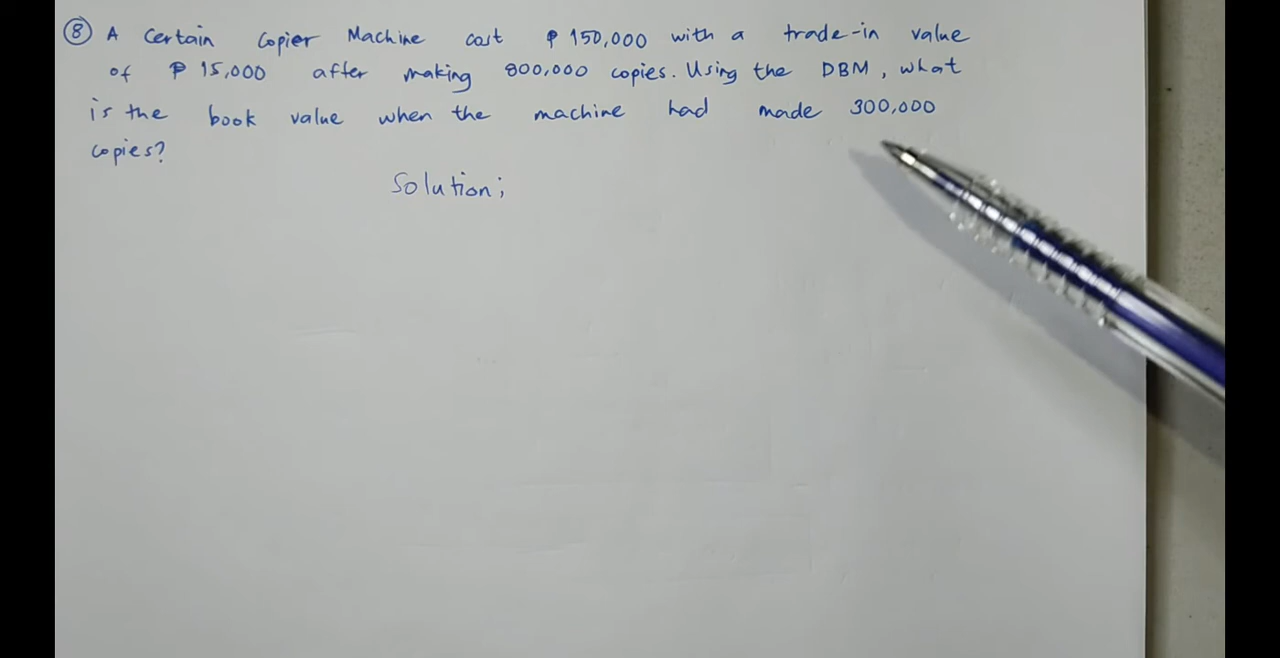 ⑧ A Certain Copier Machine cost ₱ 150,000 with a trade-in value
of ₱ 15,000 after making 800,000 copies. Using the DBM, what
is the book value when the machine had made 300,000
copies?
Solution;